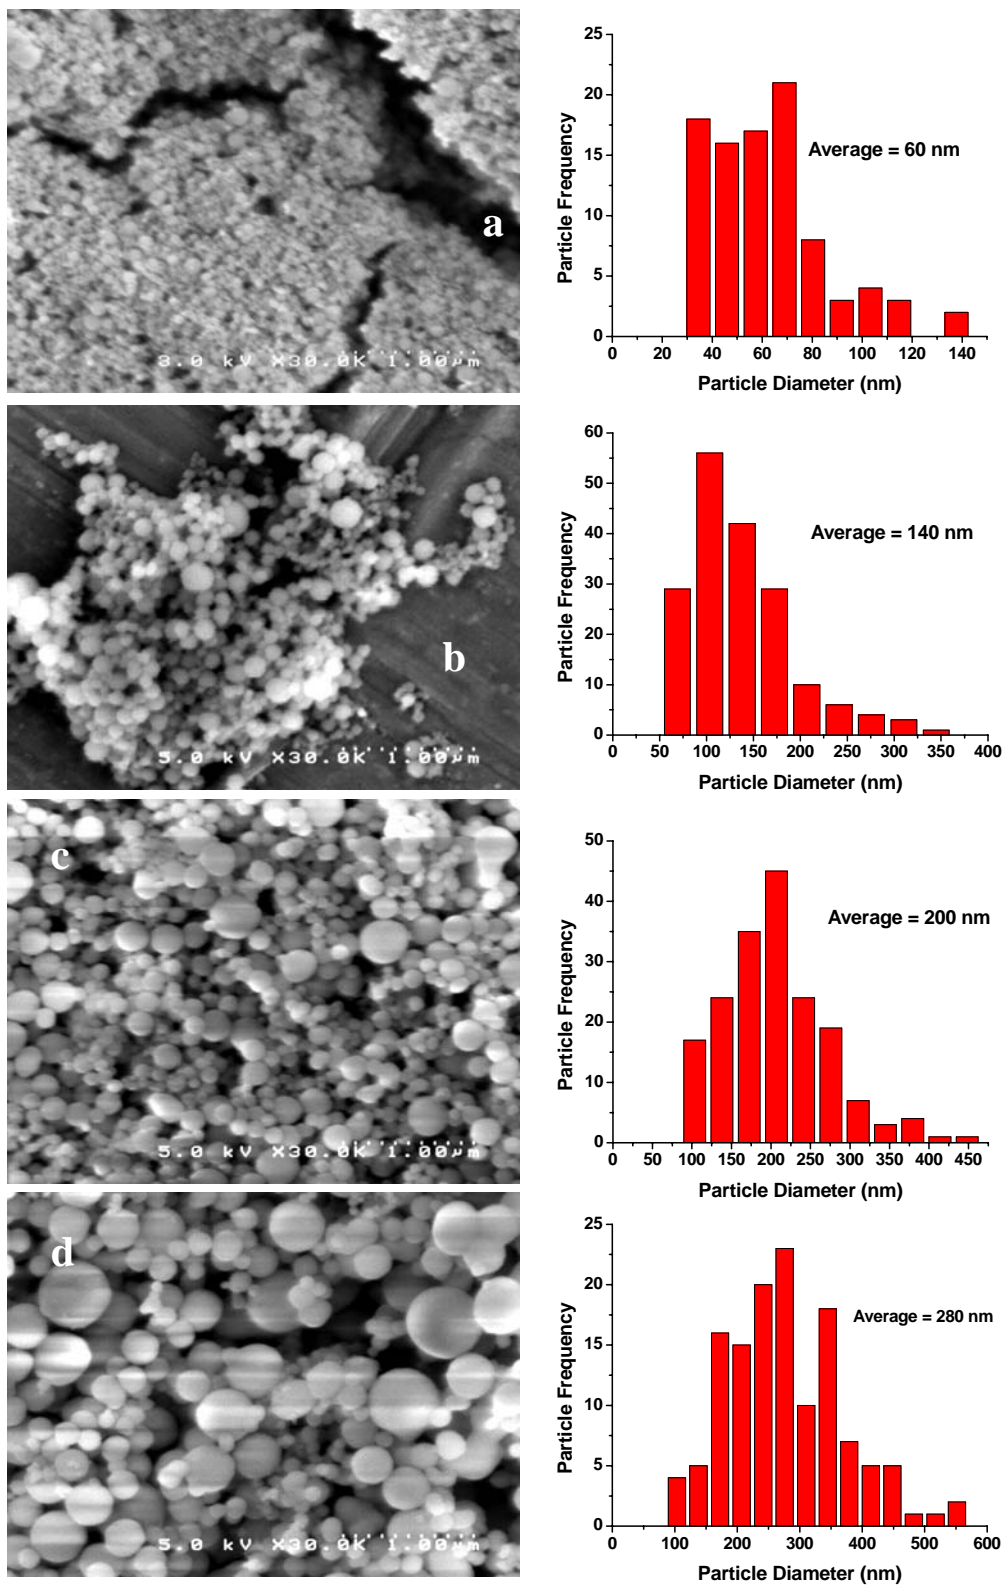 a
3.0 kV X30.0K 1.00µm
25
20
15
10
5
0
Particle Frequency
Average = 60 nm
0 20 40 60 80 100 120 140
Particle Diameter (nm)
b
5.0 kV X30.0K 1.00µm
60
50
40
30
20
10
0
Particle Frequency
Average = 140 nm
0 50 100 150 200 250 300 350 400
Particle Diameter (nm)
c
5.0 kV X30.0K 1.00µm
50
40
30
20
10
0
Particle Frequency
Average = 200 nm
0 50 100 150 200 250 300 350 400 450
Particle Diameter (nm)
d
5.0 kV X30.0K 1.00µm
25
20
15
10
5
0
Particle Frequency
Average = 280 nm
0 100 200 300 400 500 600
Particle Diameter (nm)